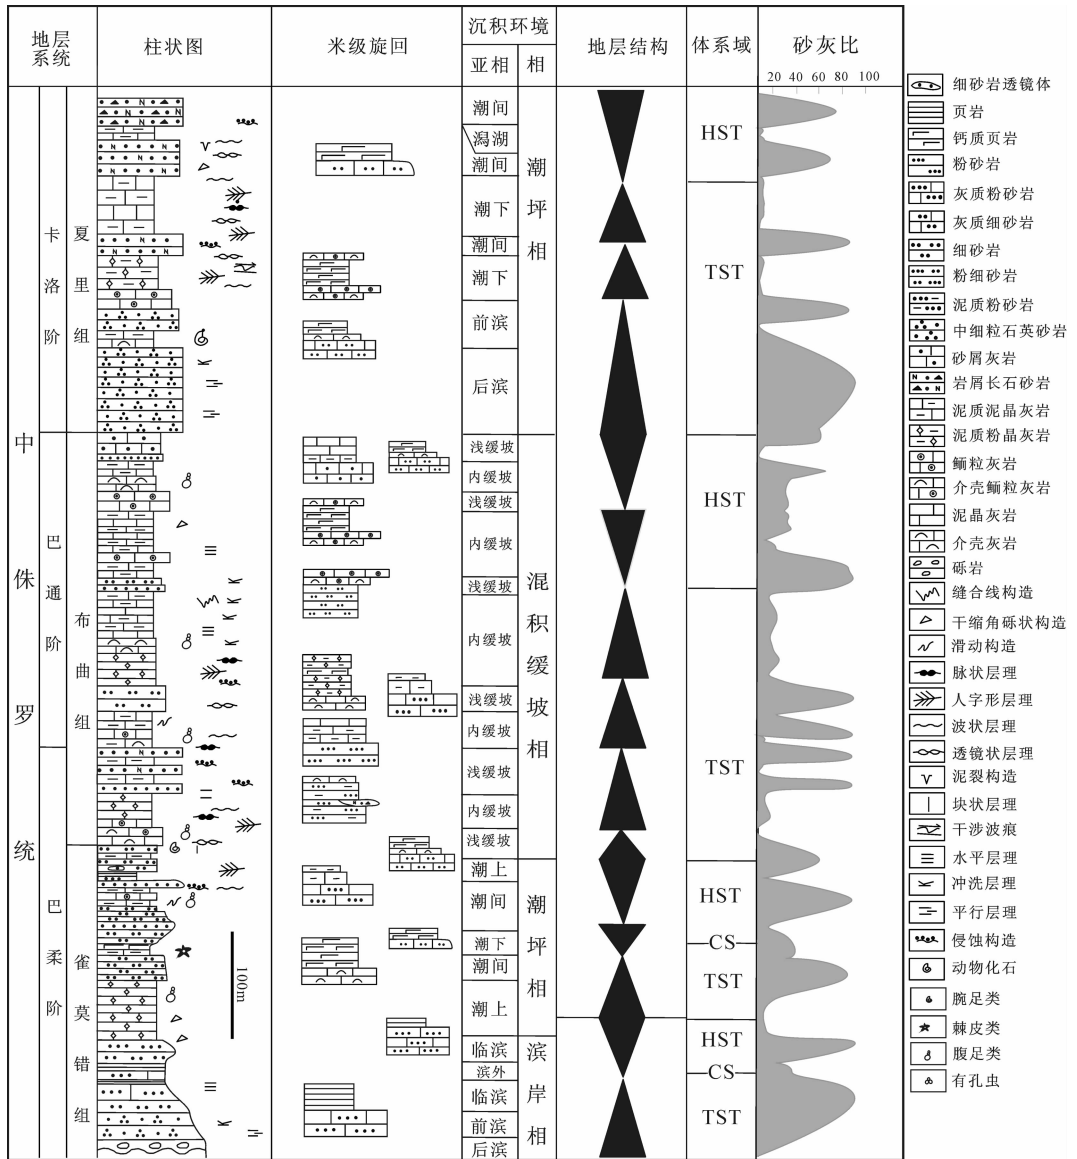 地层系统
柱状图
米级旋回
沉积环境
亚相
相
地层结构
体系域
砂灰比
20 40 60 80 100
中侏罗统
卡洛阶
巴通阶
巴柔阶
夏里组
布曲组
雀莫错组
100m
潮间
潟湖
潮间
潮下
潮间
潮下
前滨
后滨
浅缓坡
内缓坡
浅缓坡
内缓坡
浅缓坡
内缓坡
浅缓坡
内缓坡
浅缓坡
内缓坡
浅缓坡
潮上
潮间
潮下
潮间
潮上
临滨
滨外
临滨
前滨
后滨
潮坪相
混积缓坡相
潮坪相
滨岸相
HST
TST
HST
TST
HST
CS
TST
HST
CS
TST
细砂岩透镜体
页岩
钙质页岩
粉砂岩
灰质粉砂岩
灰质细砂岩
细砂岩
粉细砂岩
泥质粉砂岩
中细粒石英砂岩
砂屑灰岩
岩屑长石砂岩
泥质泥晶灰岩
泥质粉晶灰岩
鲕粒灰岩
介壳鲕粒灰岩
泥晶灰岩
介壳灰岩
砾岩
缝合线构造
干缩角砾状构造
滑动构造
脉状层理
人字形层理
波状层理
透镜状层理
泥裂构造
块状层理
干涉波痕
水平层理
冲洗层理
平行层理
侵蚀构造
动物化石
腕足类
棘皮类
腹足类
有孔虫